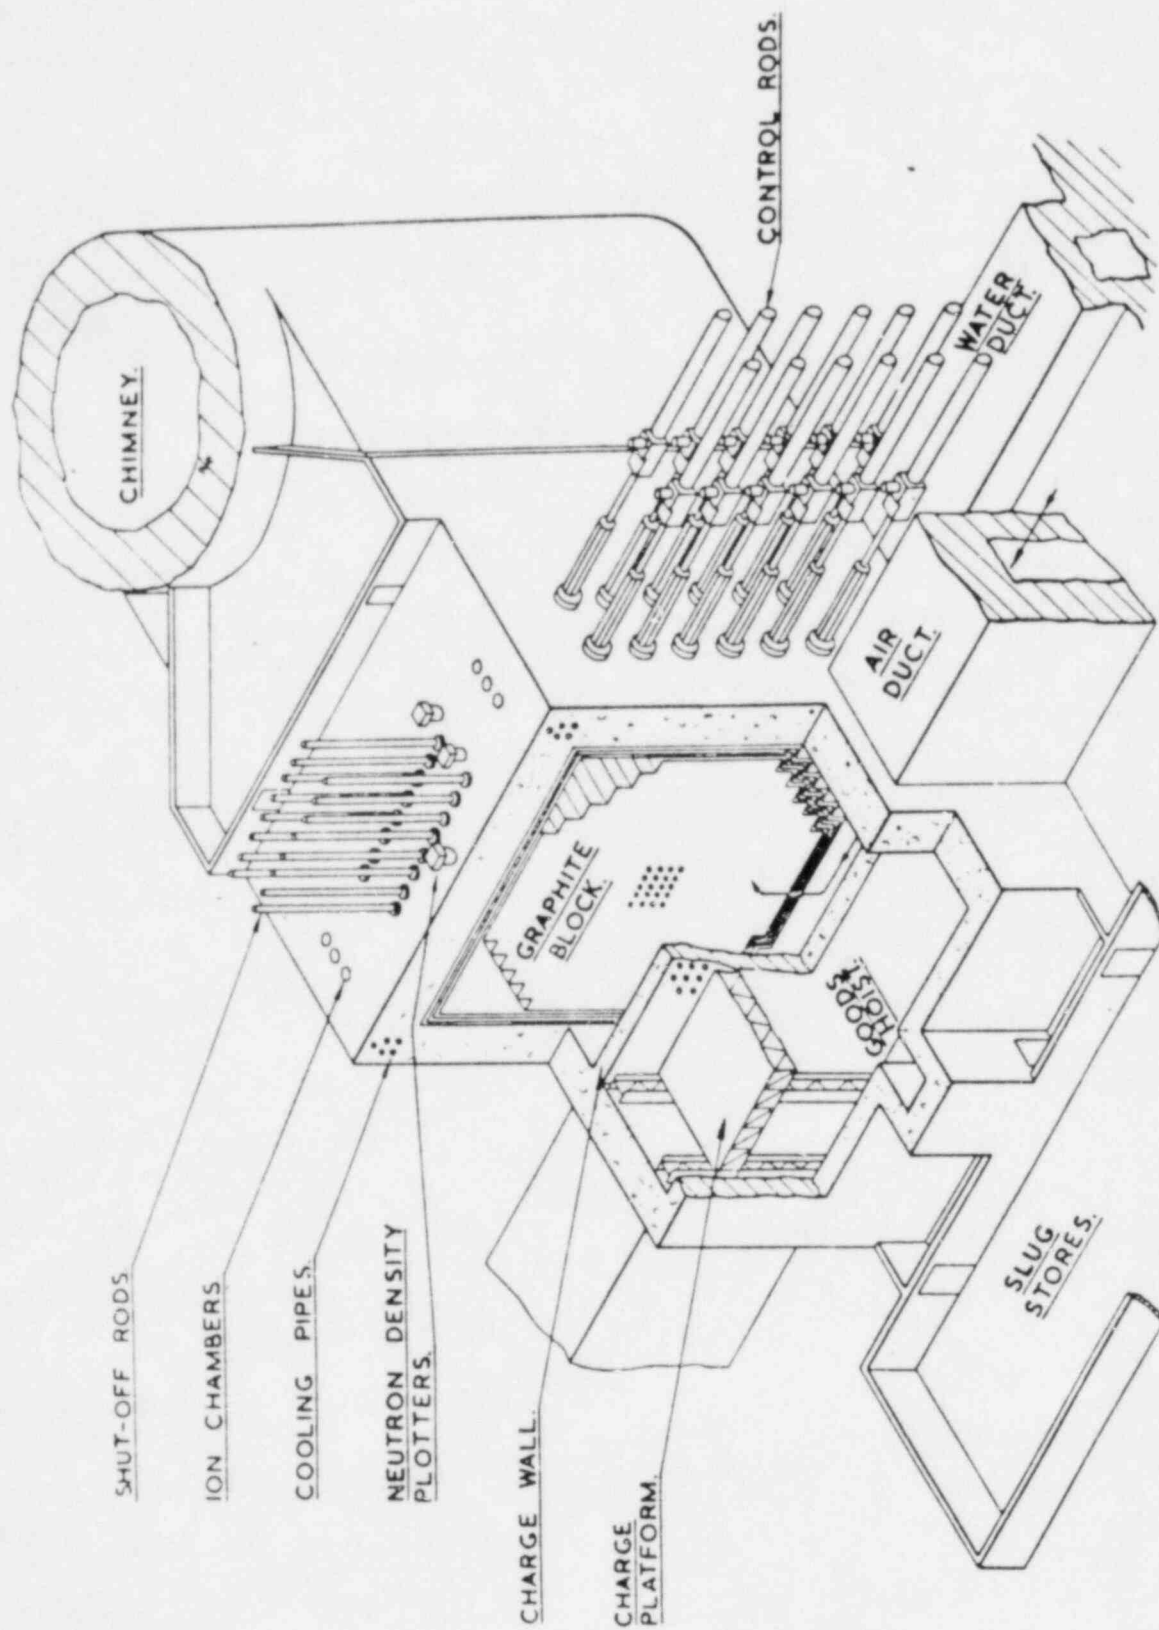 SHUT-OFF RODS.
ION CHAMBERS
COOLING PIPES.
NEUTRON DENSITY
PLOTTERS.
CHARGE WALL.
CHARGE
PLATFORM.
CHIMNEY.
GRAPHITE
BLOCK.
GOODS
HOIST.
SLUG
STORES.
AIR
DUCT.
WATER
DUCT.
CONTROL RODS.